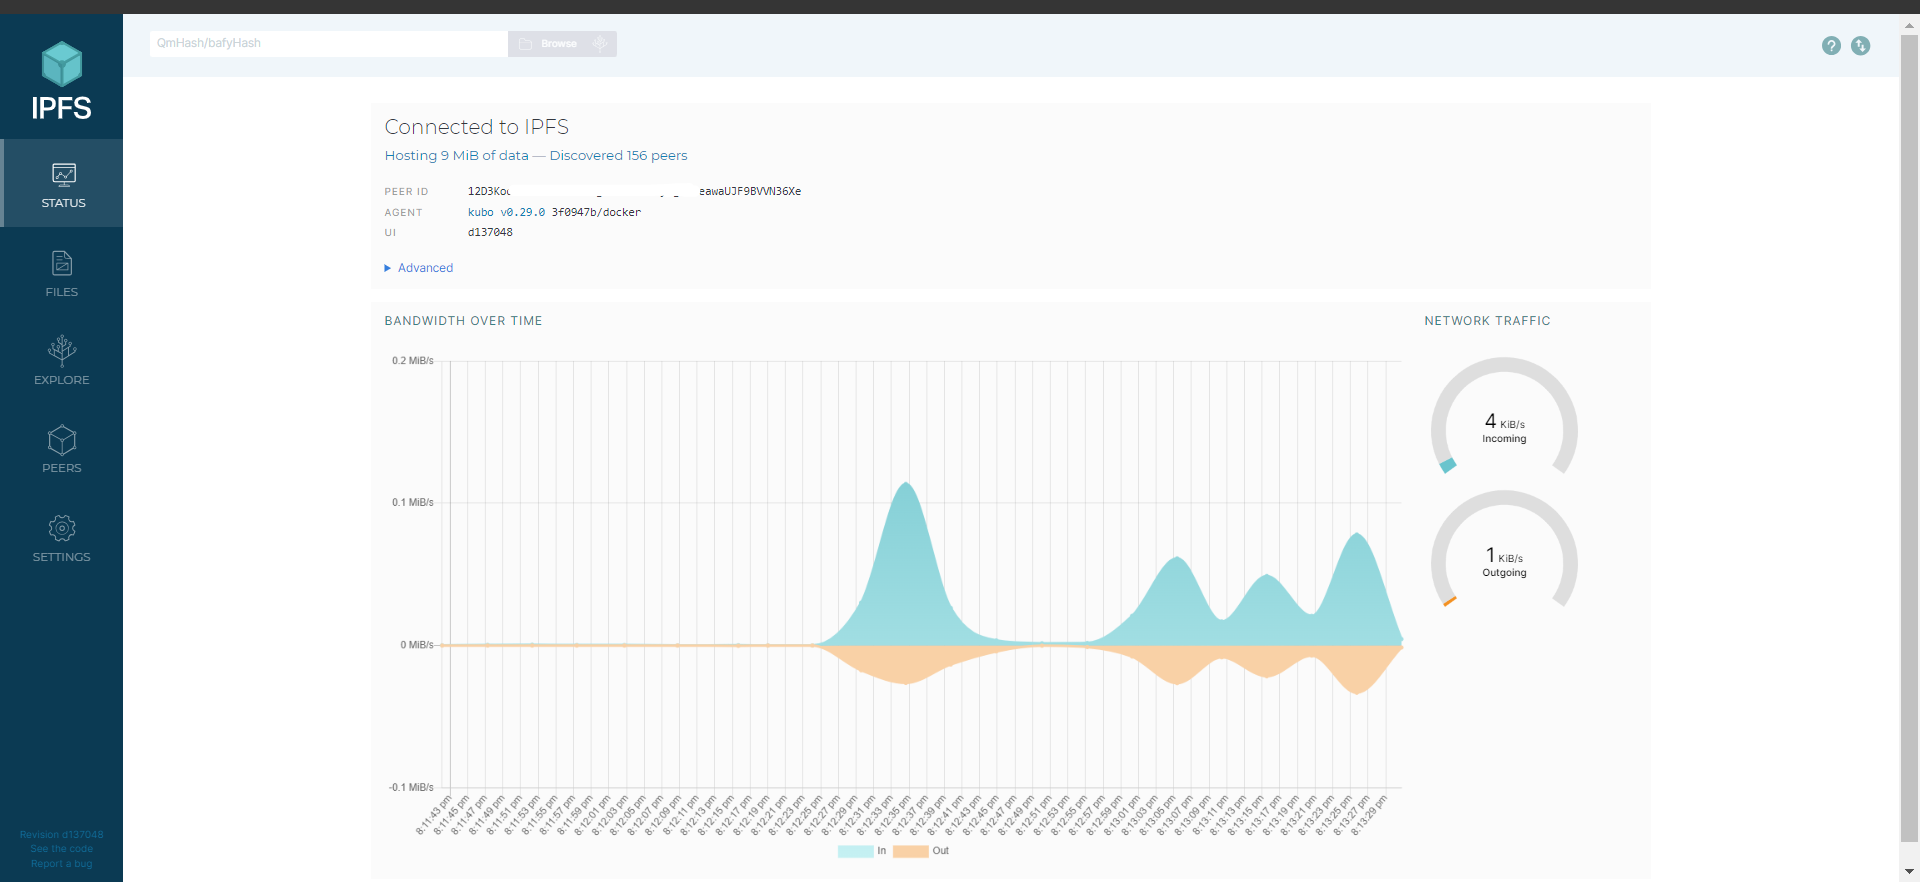 QmHash/bafyHash
Browse
IPFS
STATUS
FILES
EXPLORE
PEERS
SETTINGS
Revision d137048
See the code
Report a bug
Connected to IPFS
Hosting 9 MiB of data — Discovered 156 peers
PEER ID 12D3Koo eawaUJF9BVVN36Xe
AGENT kubo v0.29.0 3f0947b/docker
UI d137048
Advanced
BANDWIDTH OVER TIME
0.2 MiB/s
0.1 MiB/s
0 MiB/s
-0.1 MiB/s
8:11:43 pm
8:11:45 pm
8:11:47 pm
8:11:49 pm
8:11:51 pm
8:11:53 pm
8:11:55 pm
8:11:57 pm
8:11:59 pm
8:12:01 pm
8:12:03 pm
8:12:05 pm
8:12:07 pm
8:12:09 pm
8:12:11 pm
8:12:13 pm
8:12:15 pm
8:12:17 pm
8:12:19 pm
8:12:21 pm
8:12:23 pm
8:12:25 pm
8:12:27 pm
8:12:29 pm
8:12:31 pm
8:12:33 pm
8:12:35 pm
8:12:37 pm
8:12:39 pm
8:12:41 pm
8:12:43 pm
8:12:45 pm
8:12:47 pm
8:12:49 pm
8:12:51 pm
8:12:53 pm
8:12:55 pm
8:12:57 pm
8:12:59 pm
8:13:01 pm
8:13:03 pm
8:13:05 pm
8:13:07 pm
8:13:09 pm
8:13:11 pm
8:13:13 pm
8:13:15 pm
8:13:17 pm
8:13:19 pm
8:13:21 pm
8:13:23 pm
8:13:25 pm
8:13:27 pm
8:13:29 pm
In
Out
NETWORK TRAFFIC
4 KiB/s
Incoming
1 KiB/s
Outgoing